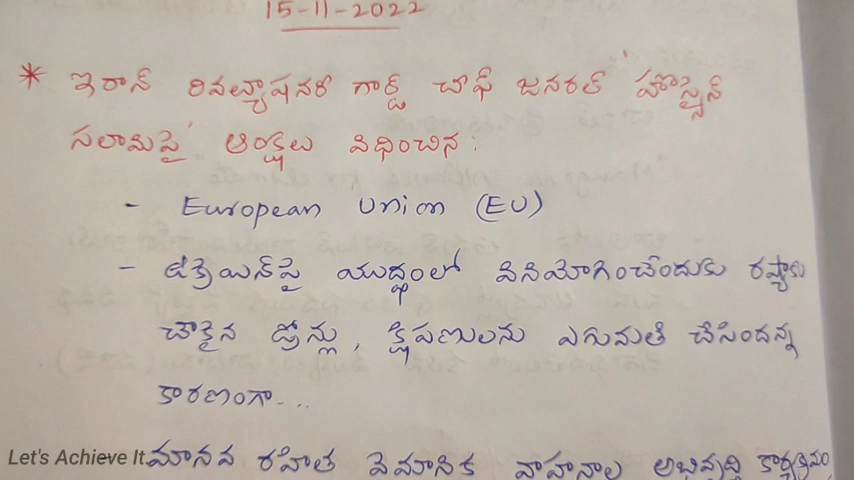 15-11-2022
* ఇరాన్ రివల్యూషనరీ గార్డ్ చీఫ్ జనరల్ 'హొస్సేన్
సలామిపై' ఆంక్షలు విధించిన.
- European Union (EU)
- ఉక్రెయిన్‌పై యుద్ధంలో వినియోగించేందుకు రష్యాకు
చౌకైన డ్రోన్లు, క్షిపణులను ఎగుమతి చేసిందన్న
కారణంగా...
- మానవ రహిత వైమానిక వాహనాల అభివృద్ధి కార్యక్రమం
Let's Achieve It